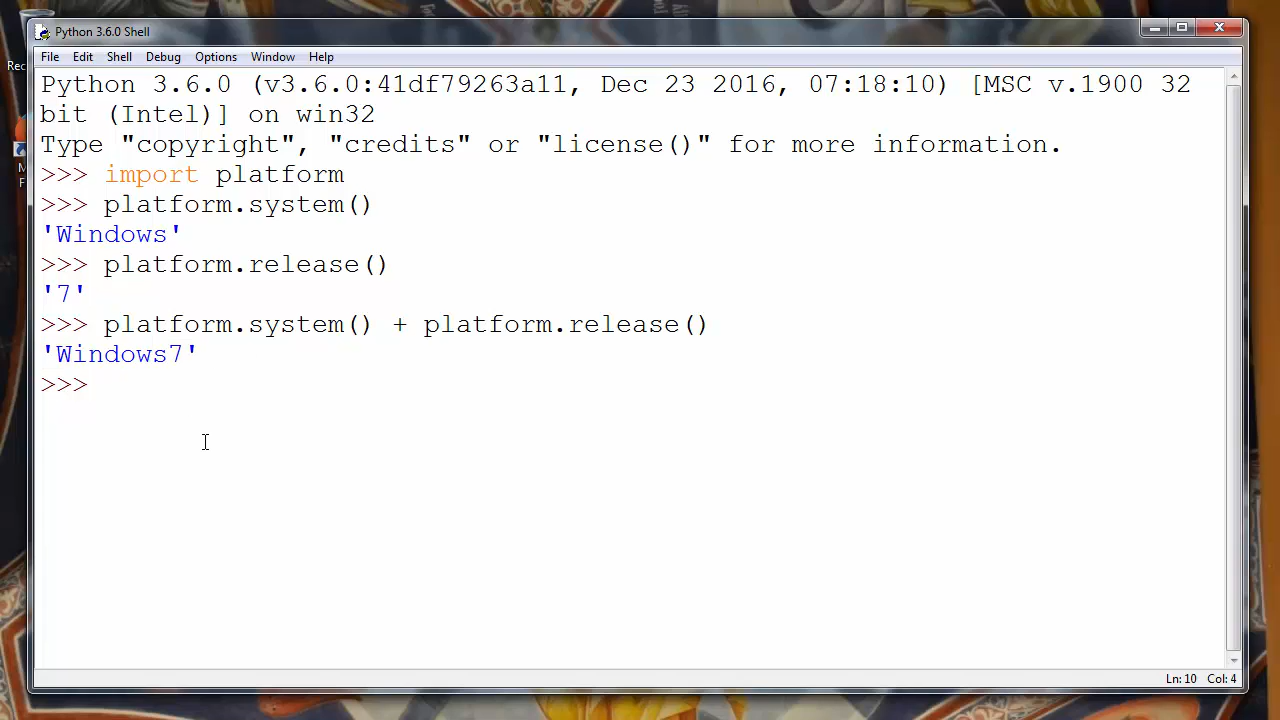 Python 3.6.0 Shell
File Edit Shell Debug Options Window Help
Python 3.6.0 (v3.6.0:41df79263a11, Dec 23 2016, 07:18:10) [MSC v.1900 32
bit (Intel)] on win32
Type "copyright", "credits" or "license()" for more information.
>>> import platform
>>> platform.system()
'Windows'
>>> platform.release()
'7'
>>> platform.system() + platform.release()
'Windows7'
>>>
Ln: 10 Col: 4
Rec
M
F